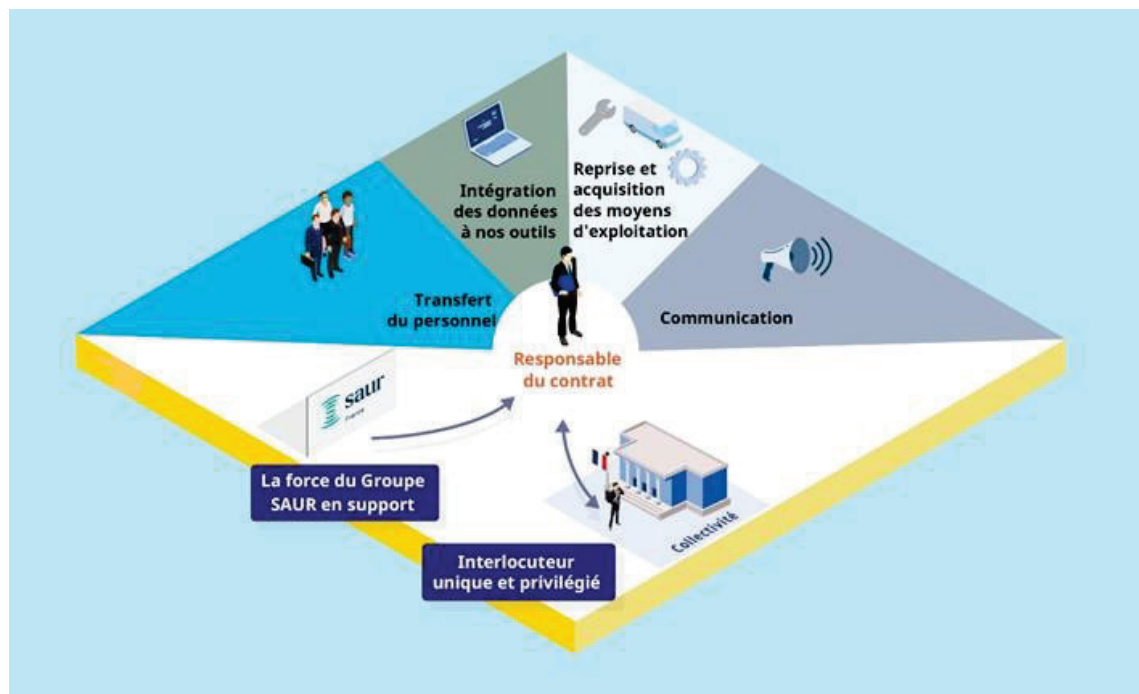 Intégration
des données
à nos outils
Reprise et
acquisition
des moyens
d'exploitation
Transfert
du personnel
Communication
Responsable
du contrat
saur
France
La force du Groupe
SAUR en support
Collectivité
Interlocuteur
unique et privilégié